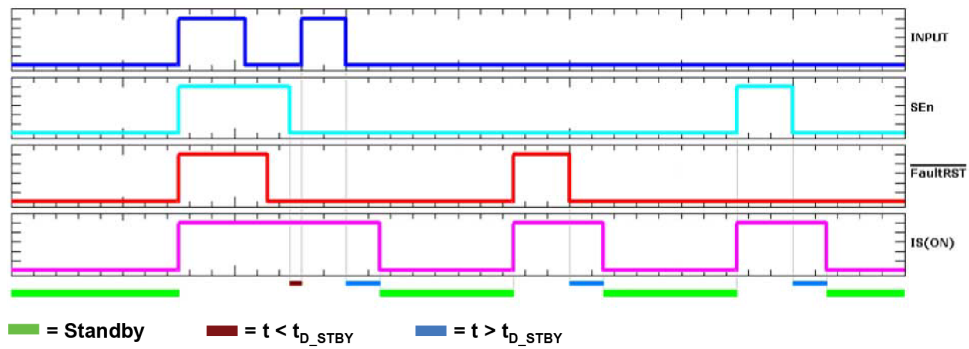 INPUT
SEn
FaultRST
IS(ON)
= Standby = t < tD_STBY = t > tD_STBY